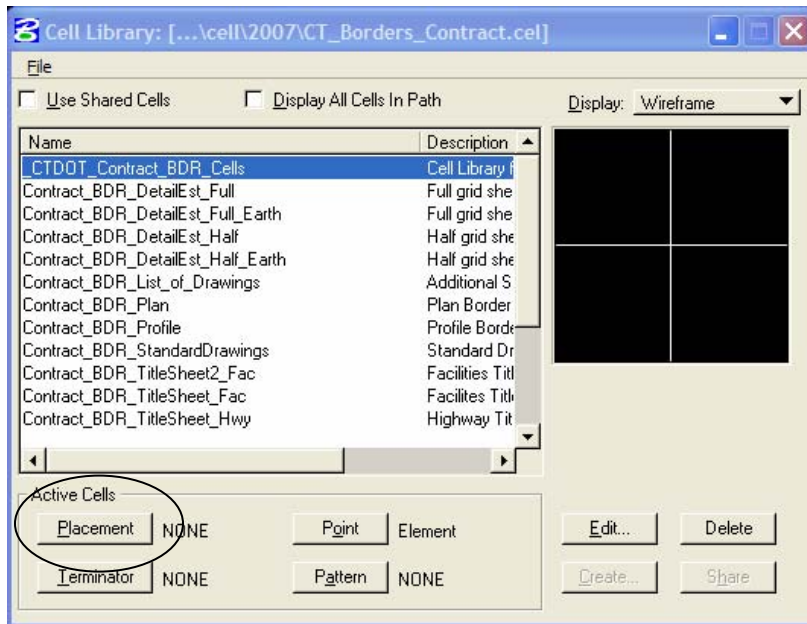 Cell Library: [...\cell\2007\CT_Borders_Contract.cel]
File
Use Shared Cells Display All Cells In Path Display: Wireframe
Name Description
_CTDOT_Contract_BDR_Cells Cell Library f
Contract_BDR_DetailEst_Full Full grid she
Contract_BDR_DetailEst_Full_Earth Full grid she
Contract_BDR_DetailEst_Half Half grid she
Contract_BDR_DetailEst_Half_Earth Half grid she
Contract_BDR_List_of_Drawings Additional S
Contract_BDR_Plan Plan Border
Contract_BDR_Profile Profile Borde
Contract_BDR_StandardDrawings Standard Dr
Contract_BDR_TitleSheet2_Fac Facilities Titl
Contract_BDR_TitleSheet_Fac Facilites Titl
Contract_BDR_TitleSheet_Hwy Highway Tit
Active Cells
Placement NONE Point Element Edit... Delete
Terminator NONE Pattern NONE Create... Share